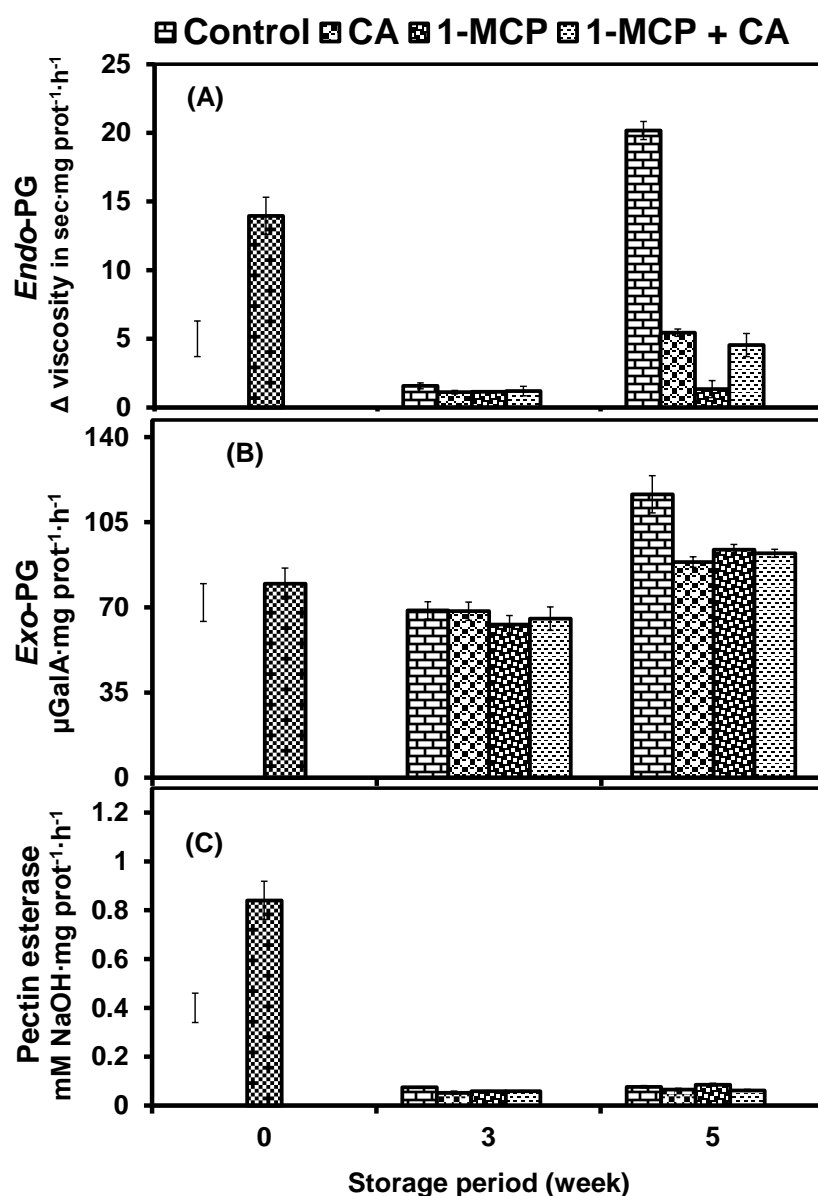 Control CA 1-MCP 1-MCP + CA
(A)
Endo-PG
Δ viscosity in sec·mg prot⁻¹·h⁻¹
25
20
15
10
5
0
(B)
Exo-PG
µGalA·mg prot⁻¹·h⁻¹
140
105
70
35
0
(C)
Pectin esterase
mM NaOH·mg prot⁻¹·h⁻¹
1.2
1
0.8
0.6
0.4
0.2
0
0 3 5
Storage period (week)